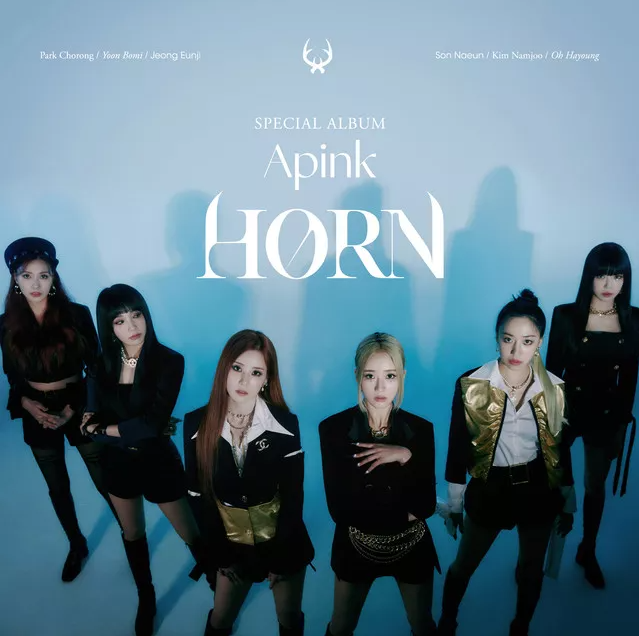 Park Chorong / Yoon Bomi / Jeong Eunji
Son Naeun / Kim Namjoo / Oh Hayoung
SPECIAL ALBUM
Apink
HØRN